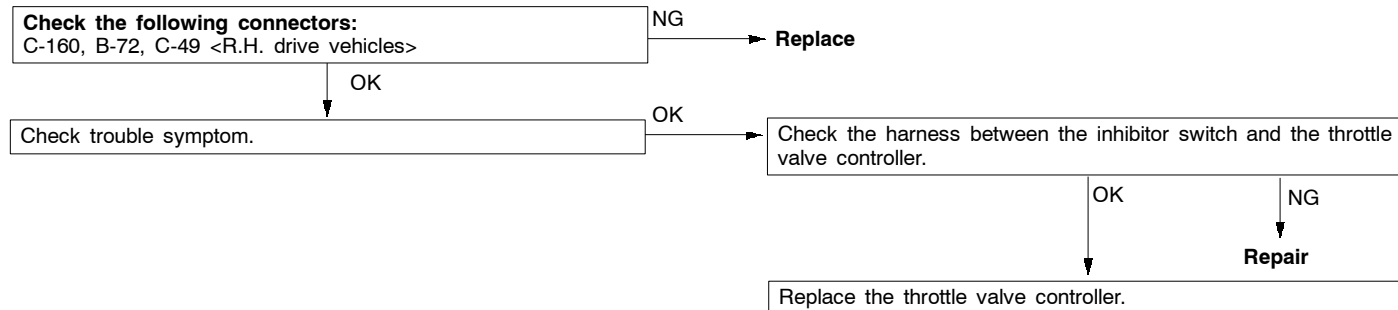 Check the following connectors:
C-160, B-72, C-49 <R.H. drive vehicles>
NG
Replace
OK
Check trouble symptom.
OK
Check the harness between the inhibitor switch and the throttle
valve controller.
OK
NG
Repair
Replace the throttle valve controller.